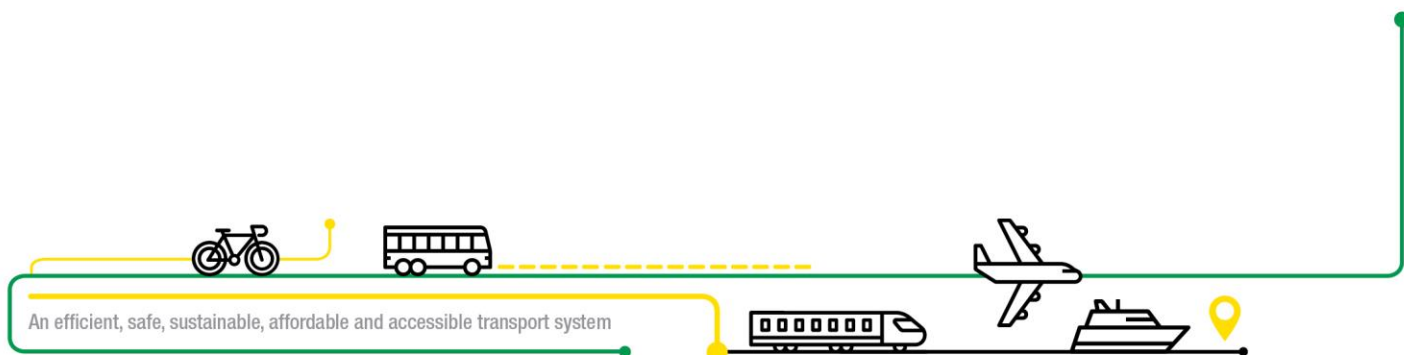 An efficient, safe, sustainable, affordable and accessible transport system